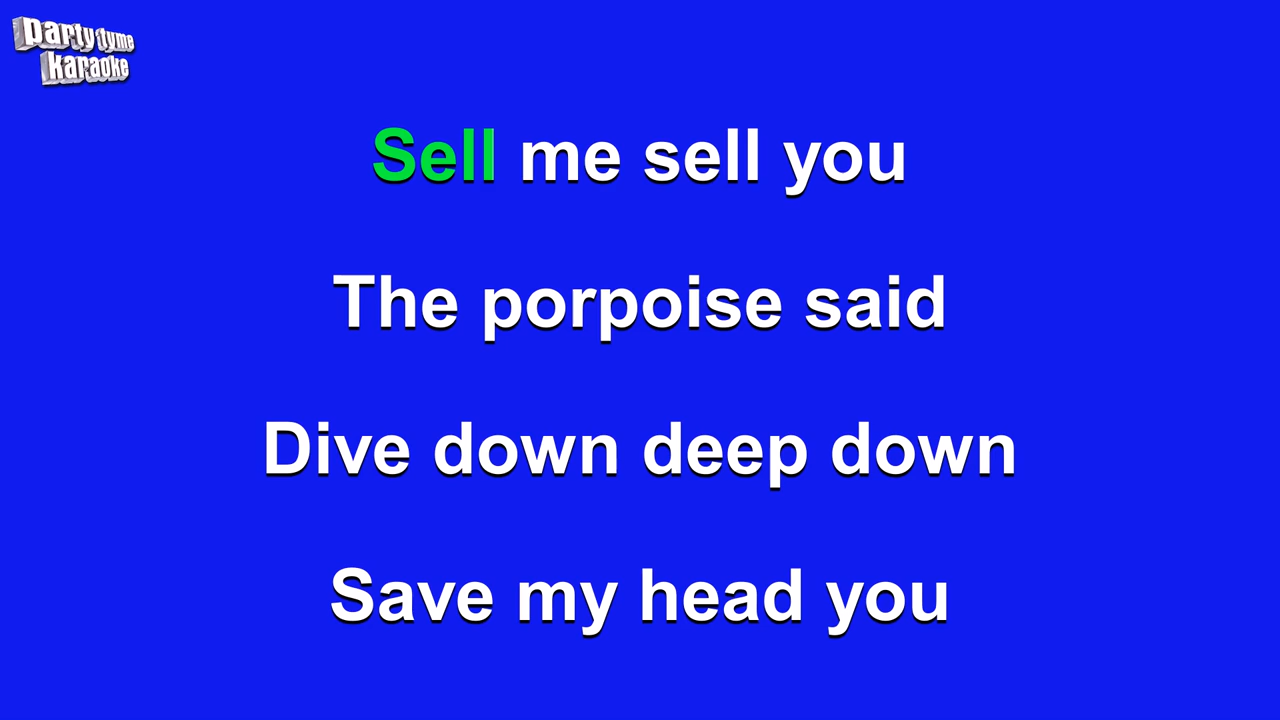 party tyme
karaoke
Sell me sell you
The porpoise said
Dive down deep down
Save my head you